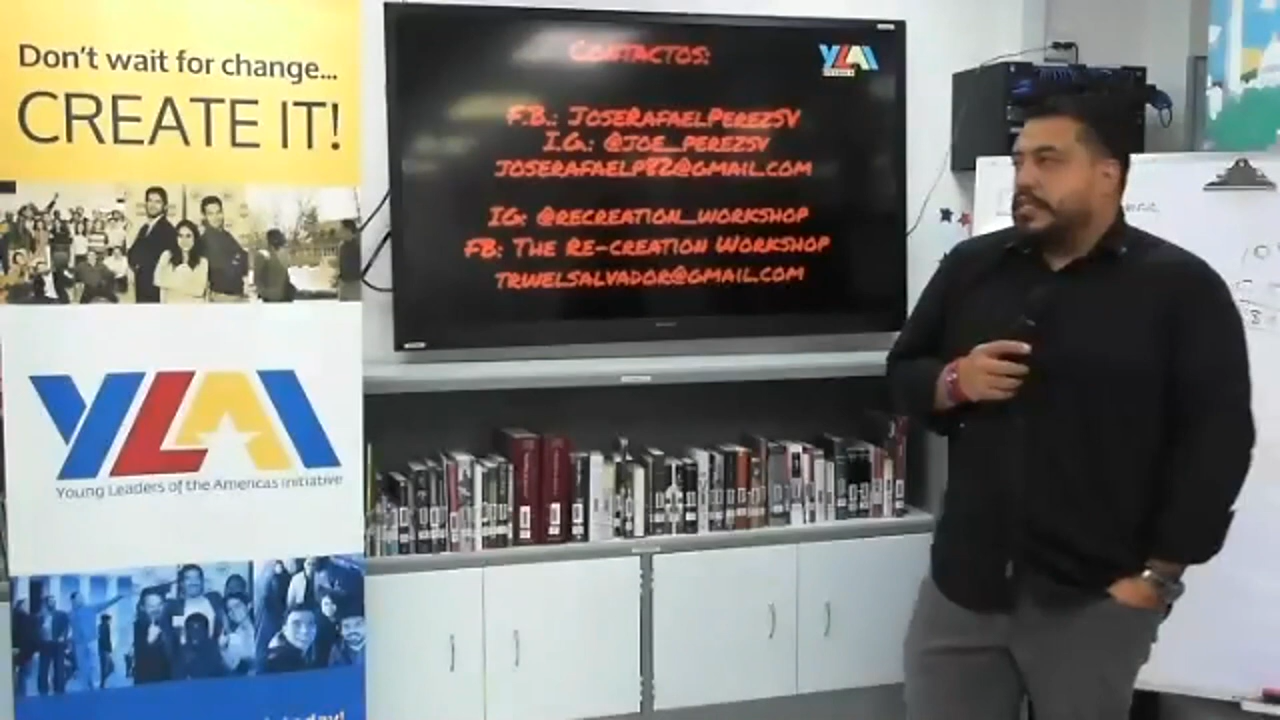 Don't wait for change...
CREATE IT!
YLAI
Young Leaders of the Americas Initiative
today!
CONTACTOS:
YLAI
F.B.: JOSERAFAELPEREZSV
I.G.: @JOE_PEREZSV
JOSERAFAELP82@GMAIL.COM
IG: @RECREATION_WORKSHOP
FB: THE RE-CREATION WORKSHOP
TRWELSALVADOR@GMAIL.COM